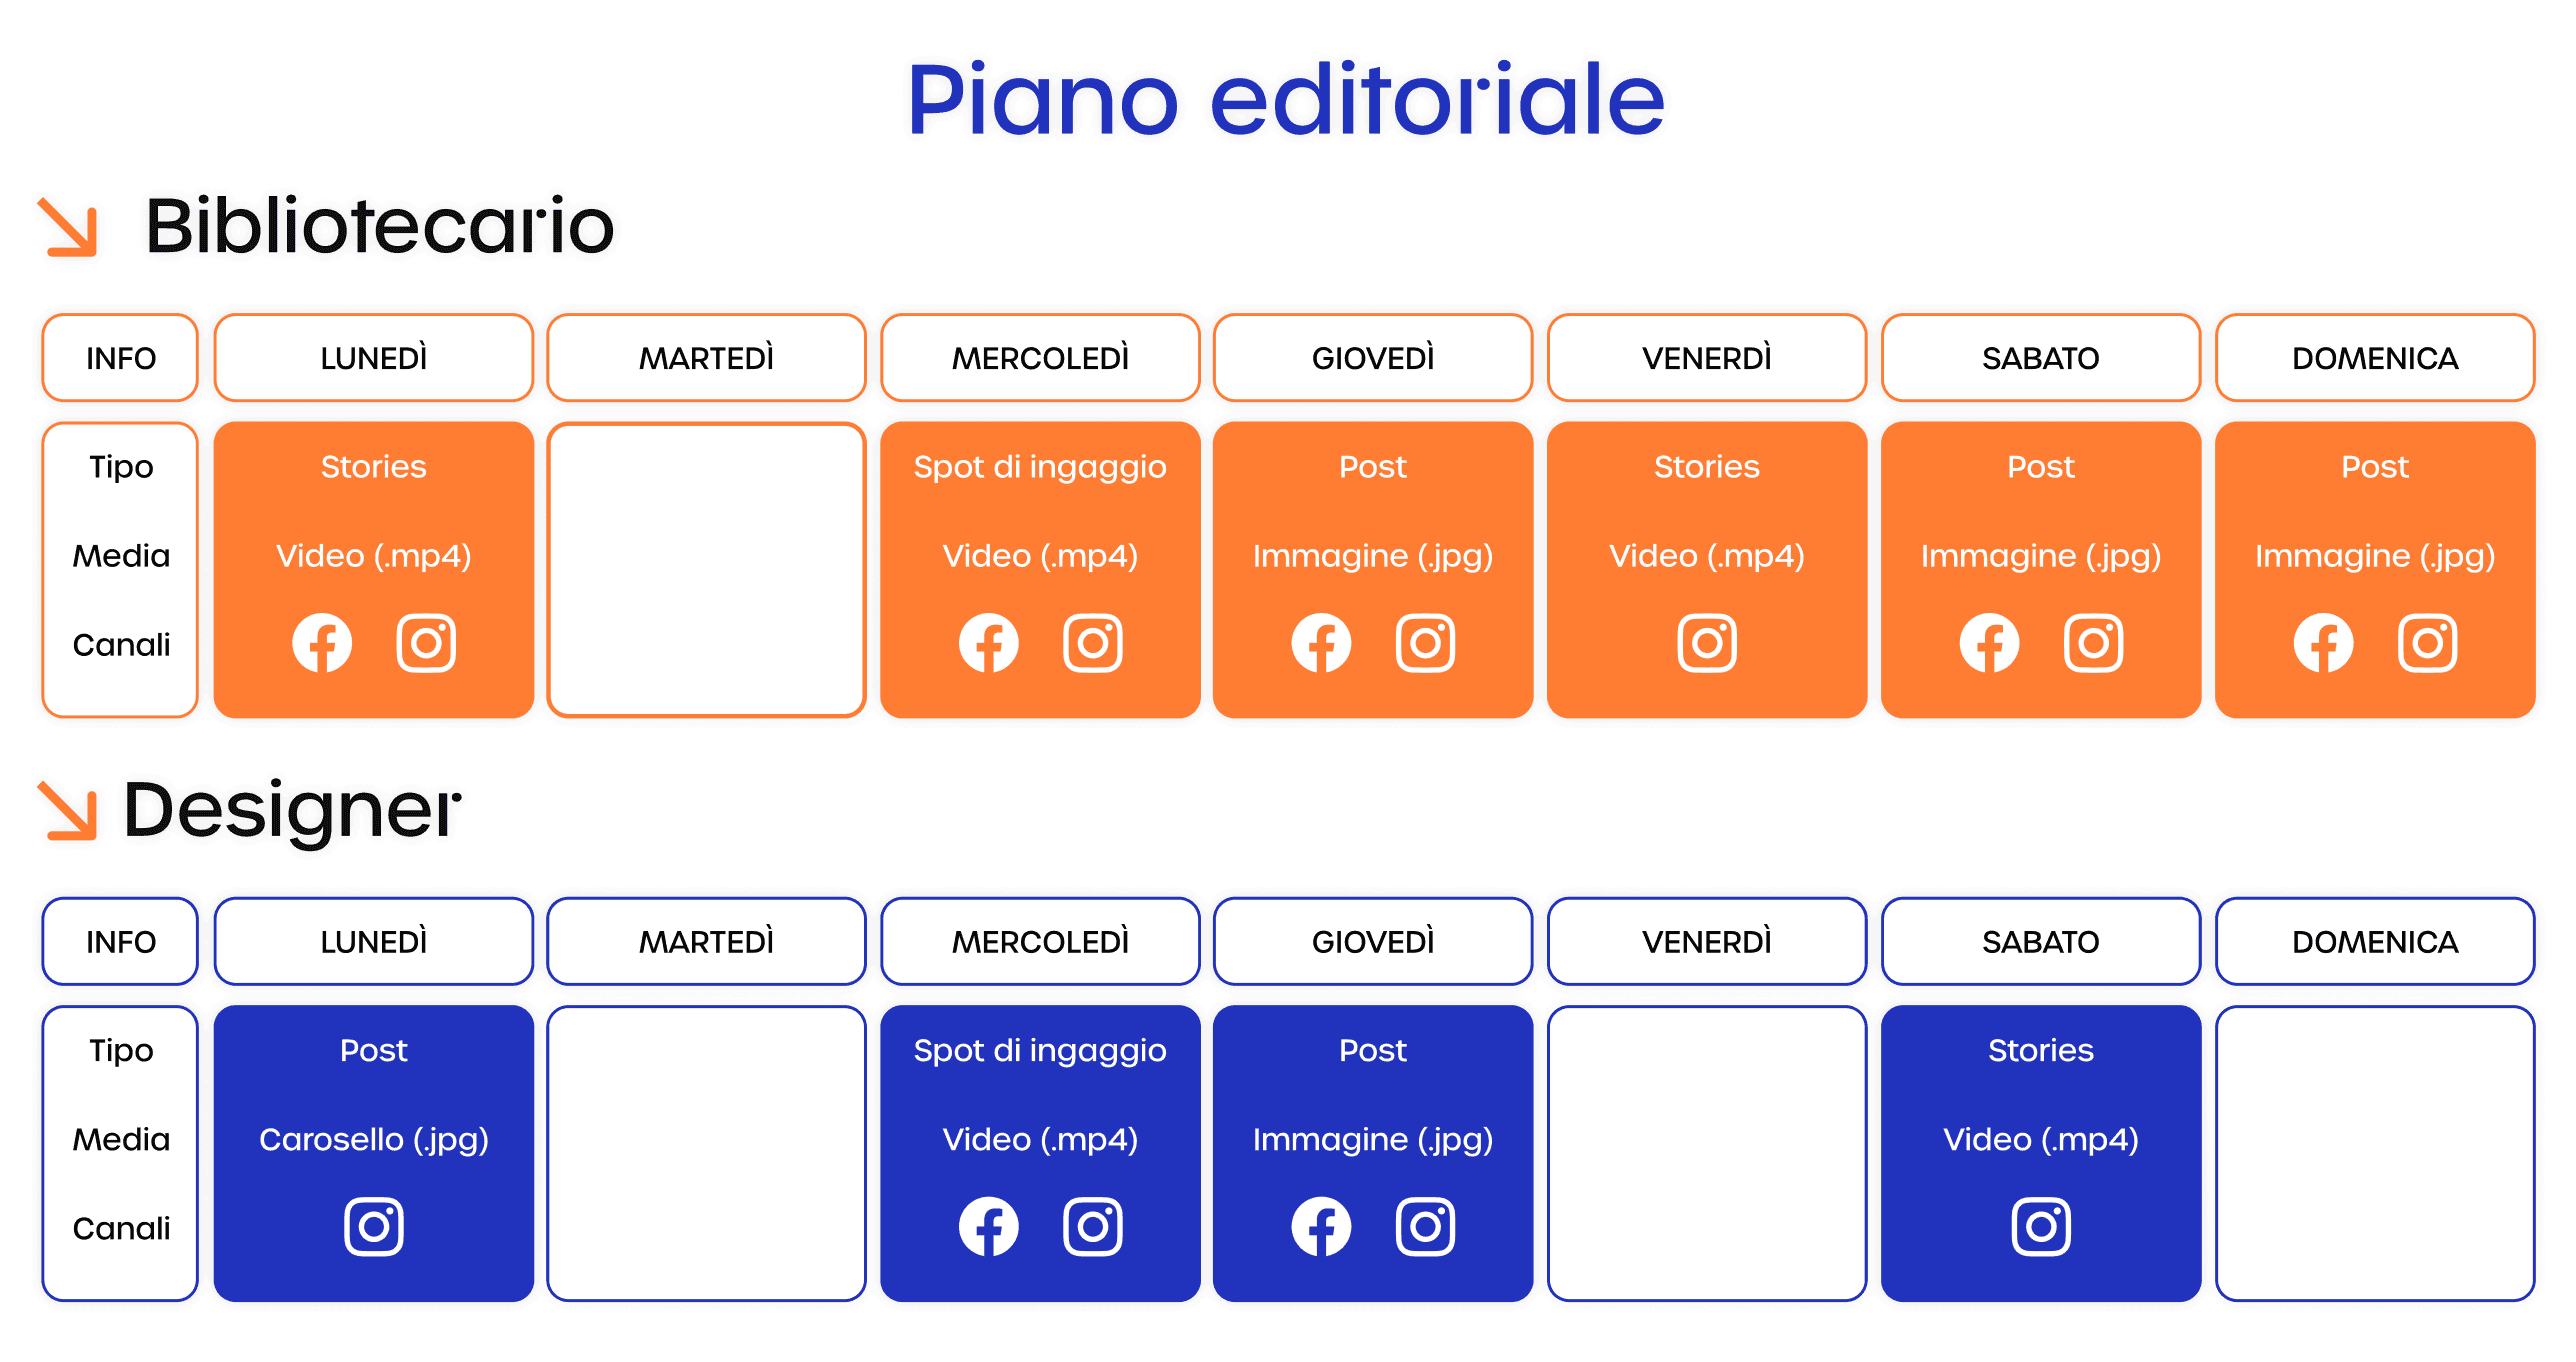 Piano editoriale
Bibliotecario
INFO LUNEDÌ MARTEDÌ MERCOLEDÌ GIOVEDÌ VENERDÌ SABATO DOMENICA
Tipo Stories Spot di ingaggio Post Stories Post Post
Media Video (.mp4) Video (.mp4) Immagine (.jpg) Video (.mp4) Immagine (.jpg) Immagine (.jpg)
Canali
Designer
INFO LUNEDÌ MARTEDÌ MERCOLEDÌ GIOVEDÌ VENERDÌ SABATO DOMENICA
Tipo Post Spot di ingaggio Post Stories
Media Carosello (.jpg) Video (.mp4) Immagine (.jpg) Video (.mp4)
Canali